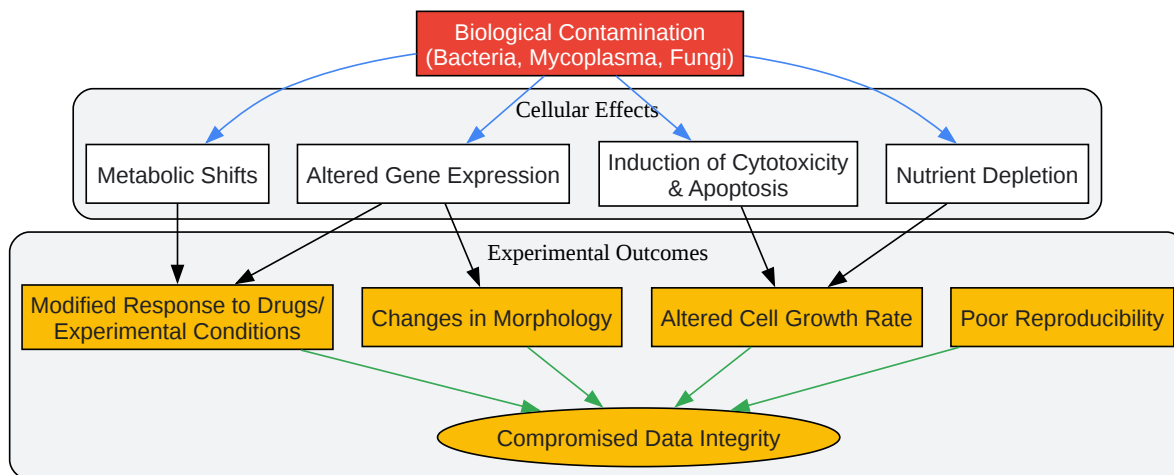 Biological Contamination
(Bacteria, Mycoplasma, Fungi)
Cellular Effects
Metabolic Shifts
Altered Gene Expression
Induction of Cytotoxicity
& Apoptosis
Nutrient Depletion
Experimental Outcomes
Modified Response to Drugs/
Experimental Conditions
Changes in Morphology
Altered Cell Growth Rate
Poor Reproducibility
Compromised Data Integrity